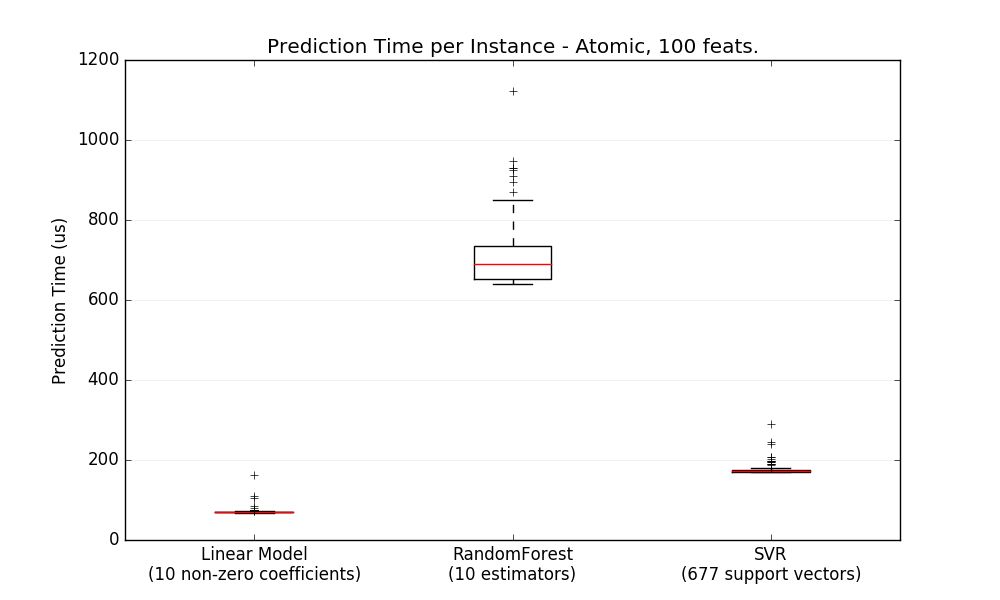 Prediction Time per Instance - Atomic, 100 feats.
1200
1000
800
600
400
200
0
Prediction Time (us)
Linear Model
(10 non-zero coefficients)
RandomForest
(10 estimators)
SVR
(677 support vectors)